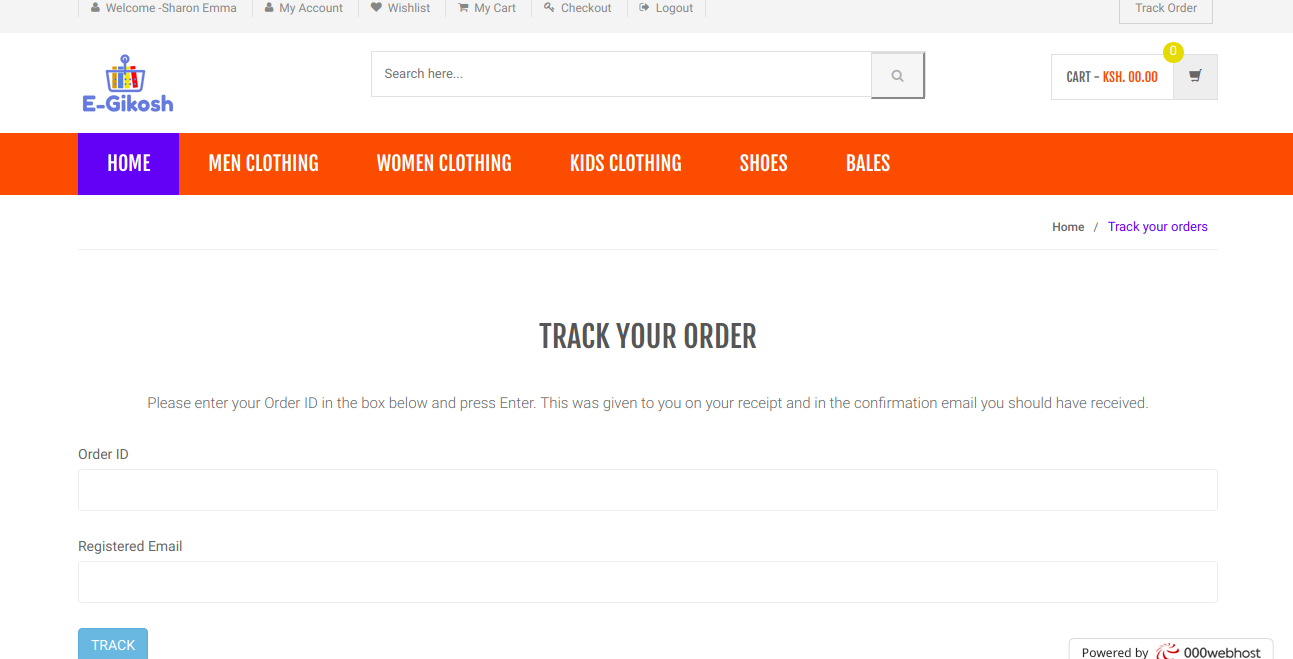 Welcome -Sharon Emma My Account Wishlist My Cart Checkout Logout Track Order
E-Gikosh
Search here...
CART - KSH. 00.00
0
HOME MEN CLOTHING WOMEN CLOTHING KIDS CLOTHING SHOES BALES
Home / Track your orders
TRACK YOUR ORDER
Please enter your Order ID in the box below and press Enter. This was given to you on your receipt and in the confirmation email you should have received.
Order ID
Registered Email
TRACK
Powered by 000webhost